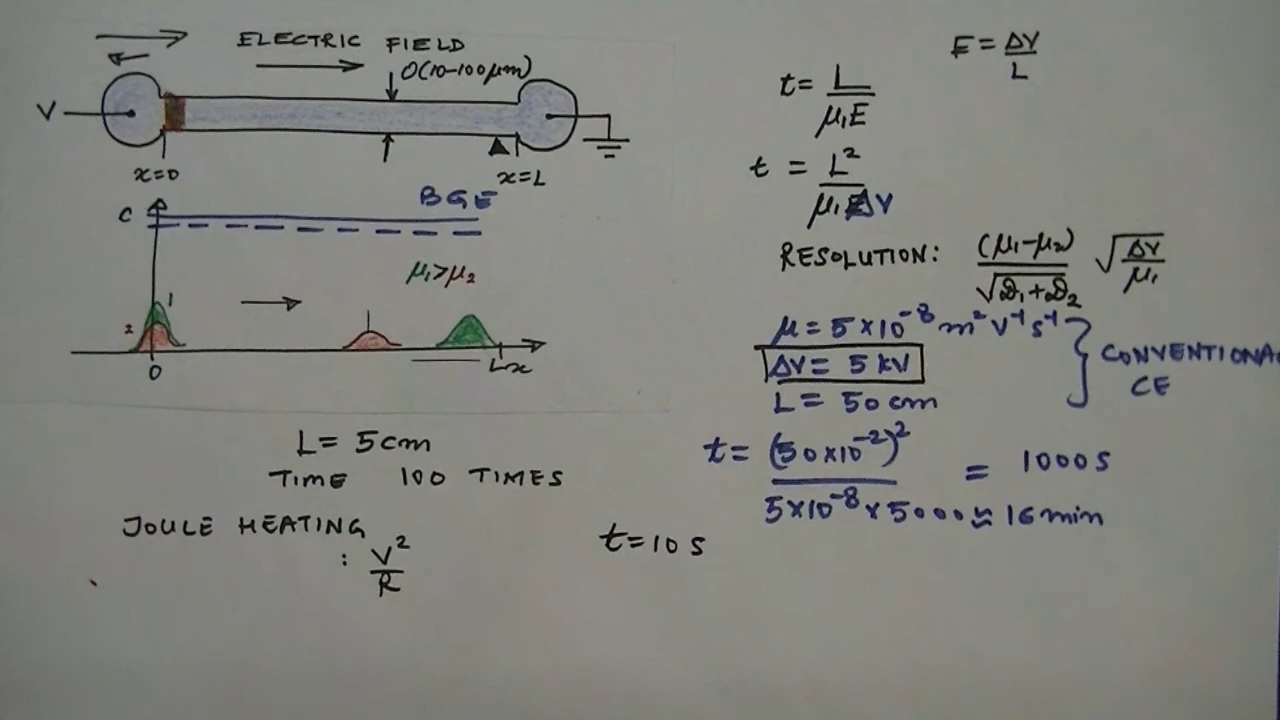 ELECTRIC FIELD
O(10-100μm)
V
x=0
x=L
C
BGE
μ₁>μ₂
1
2
0
L x
L = 5cm
TIME 100 TIMES
JOULE HEATING
: V²/R
t=10 s
E = ΔV/L
t = L/μ₁E
t = L²/μ₁ΔV
RESOLUTION: (μ₁-μ₂)/√(𝒟₁+𝒟₂) √(ΔV/μ₁)
μ = 5×10⁻⁸ m² V⁻¹ s⁻¹
ΔV = 5 kV
L = 50 cm
CONVENTIONA
CE
t = (50×10⁻²)²/5×10⁻⁸×5000 = 1000 s
≈ 16 min